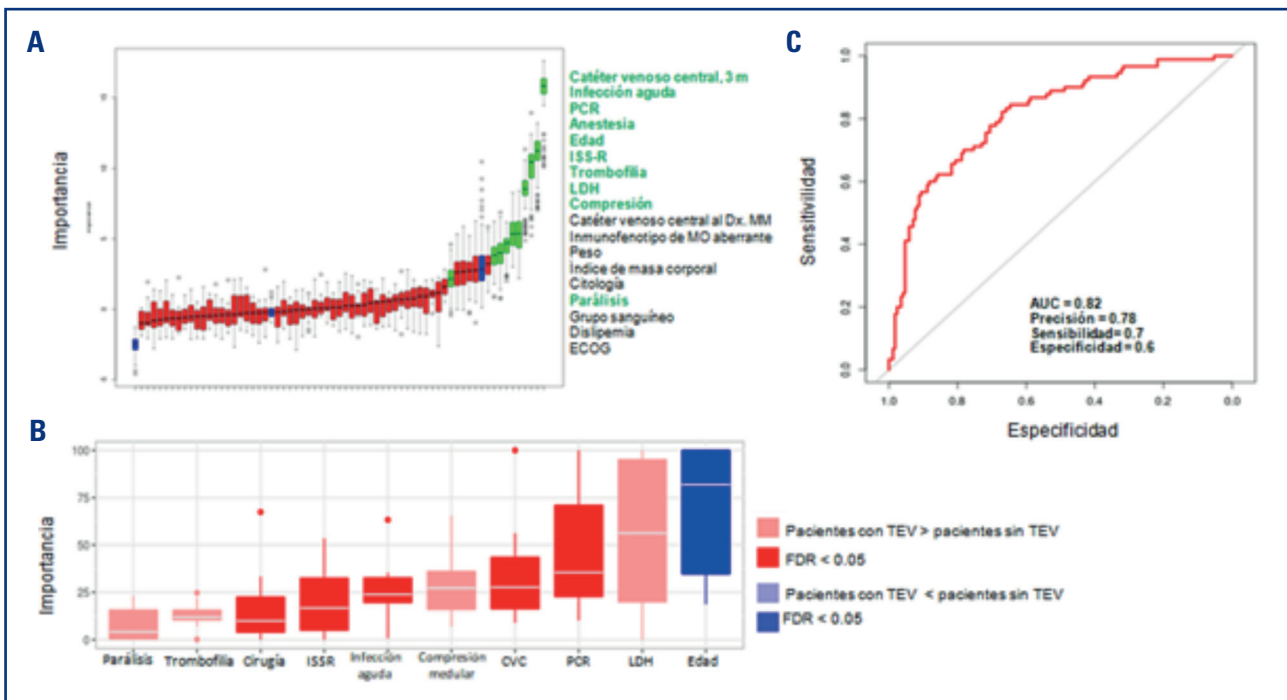 A
Importancia
Catéter venoso central, 3 m
Infección aguda
PCR
Anestesia
Edad
ISS-R
Trombofilia
LDH
Compresión
Catéter venoso central al Dx. MM
Inmunofenotipo de MO aberrante
Peso
Índice de masa corporal
Citología
Parálisis
Grupo sanguíneo
Dislipemia
ECOG
C
Sensitivilidad
1.0
0.8
0.6
0.4
0.2
0.0
AUC = 0.82
Precisión = 0.78
Sensibilidad= 0.7
Especificidad = 0.6
1.0 0.8 0.6 0.4 0.2 0.0
Especificidad
B
Importancia
100
75
50
25
0
Parálisis Trombofilia Cirugía ISSR Infección aguda Compresión medular CVC PCR LDH Edad
Pacientes con TEV > pacientes sin TEV
FDR < 0.05
Pacientes con TEV < pacientes sin TEV
FDR < 0.05